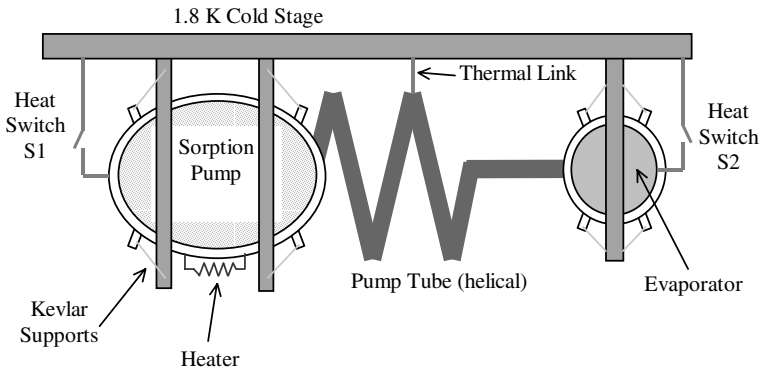 1.8 K Cold Stage
Thermal Link
Heat
Switch
S1
Heat
Switch
S2
Sorption
Pump
Pump Tube (helical)
Evaporator
Kevlar
Supports
Heater